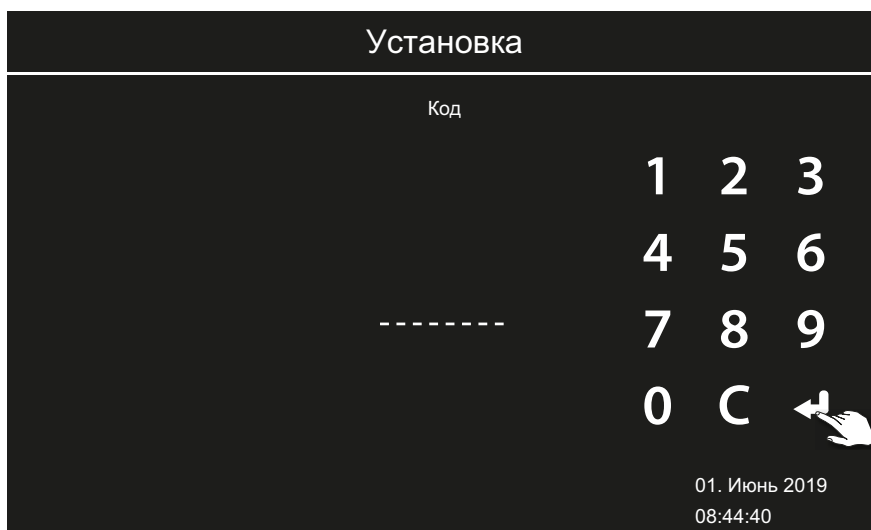 Установка
Код
1 2 3
4 5 6
--------
7 8 9
0 C
01. Июнь 2019
08:44:40